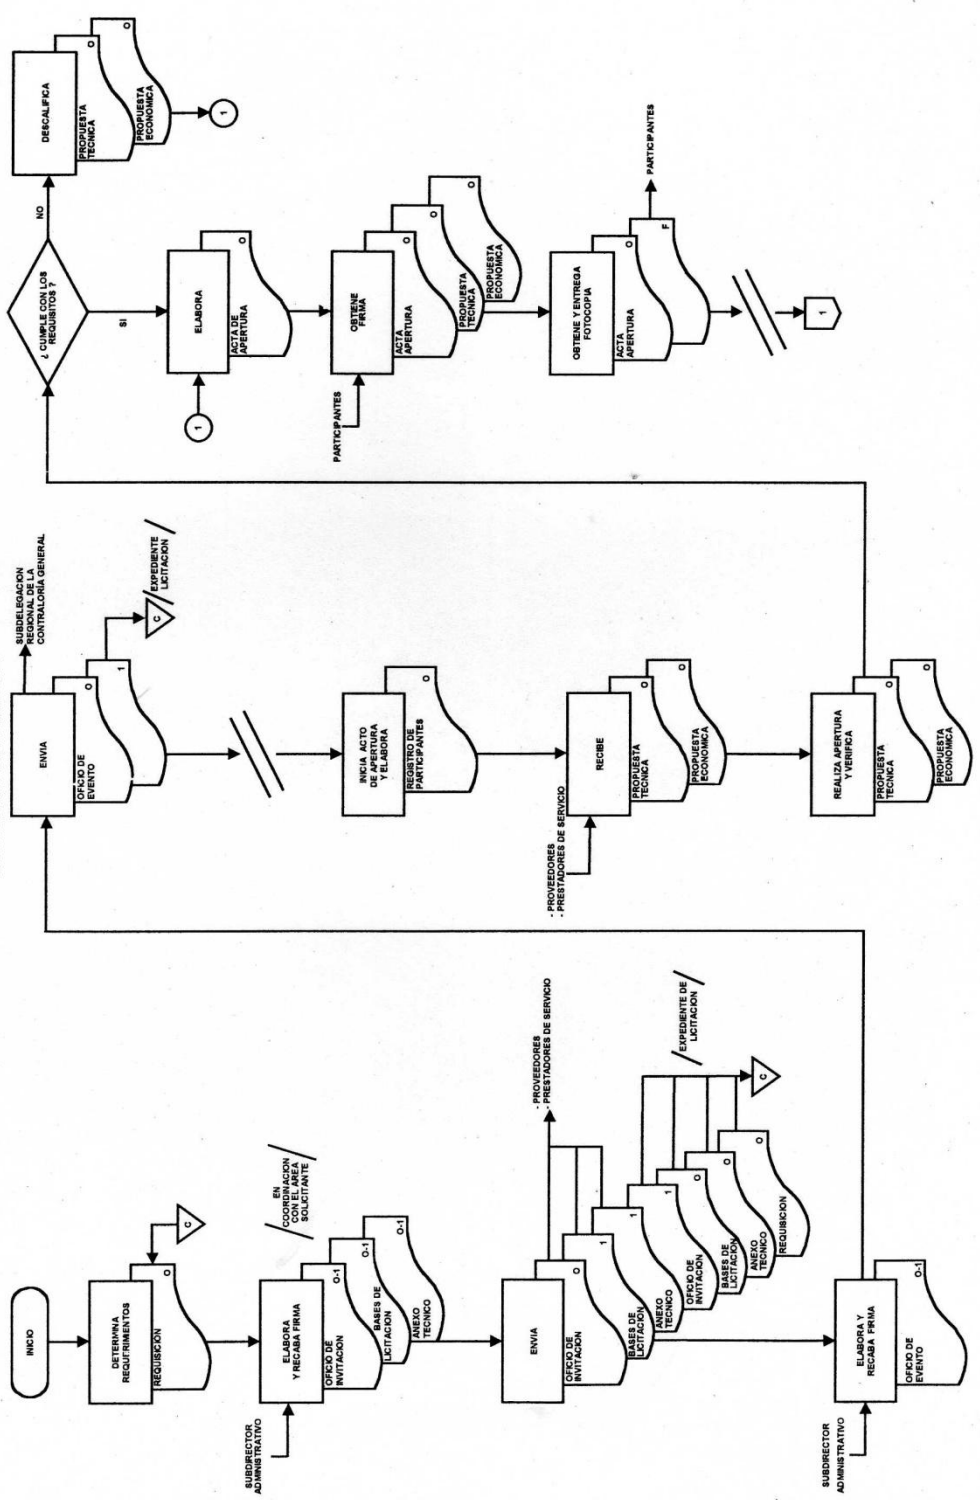 INICIO
DETERMINA
REQUERIMIENTOS
REQUISICION
O
C
SUBDIRECTOR
ADMINISTRATIVO
ELABORA
Y RECABA FIRMA
OFICIO DE
INVITACION
O-1
BASES DE
LICITACION
O-1
ANEXO
TECNICO
O-1
EN
COORDINACION
CON EL AREA
SOLICITANTE
ENVIA
OFICIO DE
INVITACION
O
BASES DE
LICITACION
1
ANEXO
TECNICO
1
OFICIO DE
INVITACION
1
BASES DE
LICITACION
O
ANEXO
TECNICO
O
REQUISICION
O
- PROVEEDORES
- PRESTADORES DE SERVICIO
EXPEDIENTE DE
LICITACION
C
SUBDIRECTOR
ADMINISTRATIVO
ELABORA Y
RECABA FIRMA
OFICIO DE
EVENTO
O-1
ENVIA
OFICIO DE
EVENTO
O
1
SUBDELEGACION
REGIONAL DE LA
CONTRALORÍA GENERAL
C
EXPEDIENTE
LICITACION
INICIA ACTO
DE APERTURA
Y ELABORA
REGISTRO DE
PARTICIPANTES
O
- PROVEEDORES
- PRESTADORES DE SERVICIO
RECIBE
PROPUESTA
TECNICA
O
PROPUESTA
ECONOMICA
O
REALIZA APERTURA
Y VERIFICA
PROPUESTA
TECNICA
O
PROPUESTA
ECONOMICA
O
¿ CUMPLE CON LOS
REQUISITOS ?
NO
DESCALIFICA
PROPUESTA
TECNICA
O
PROPUESTA
ECONOMICA
O
1
SI
1
ELABORA
ACTA DE
APERTURA
O
PARTICIPANTES
OBTIENE
FIRMA
ACTA
APERTURA
O
PROPUESTA
TECNICA
O
PROPUESTA
ECONOMICA
O
OBTIENE Y ENTREGA
FOTOCOPIA
ACTA
APERTURA
O
F
PARTICIPANTES
1